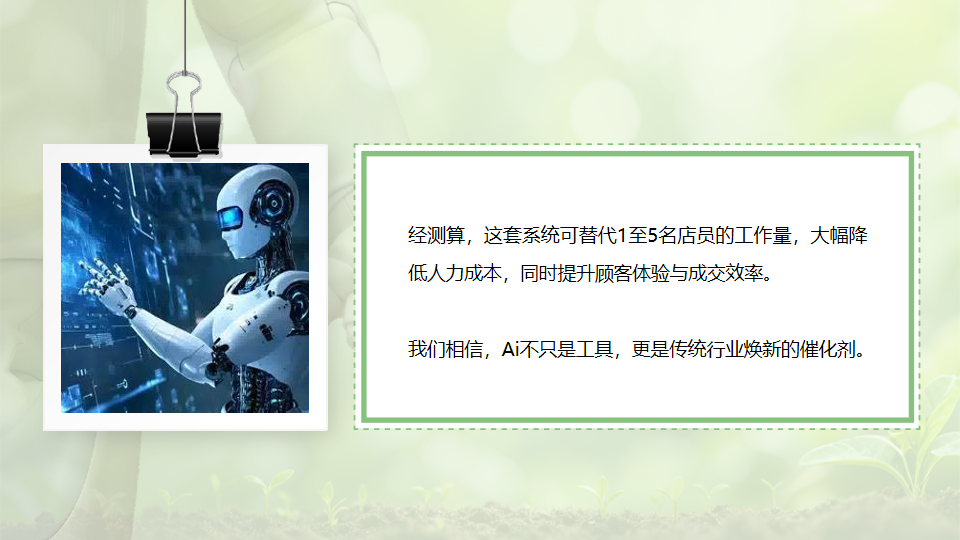 经测算，这套系统可替代1至5名店员的工作量，大幅降
低人力成本，同时提升顾客体验与成交效率。
我们相信，Ai不只是工具，更是传统行业焕新的催化剂。